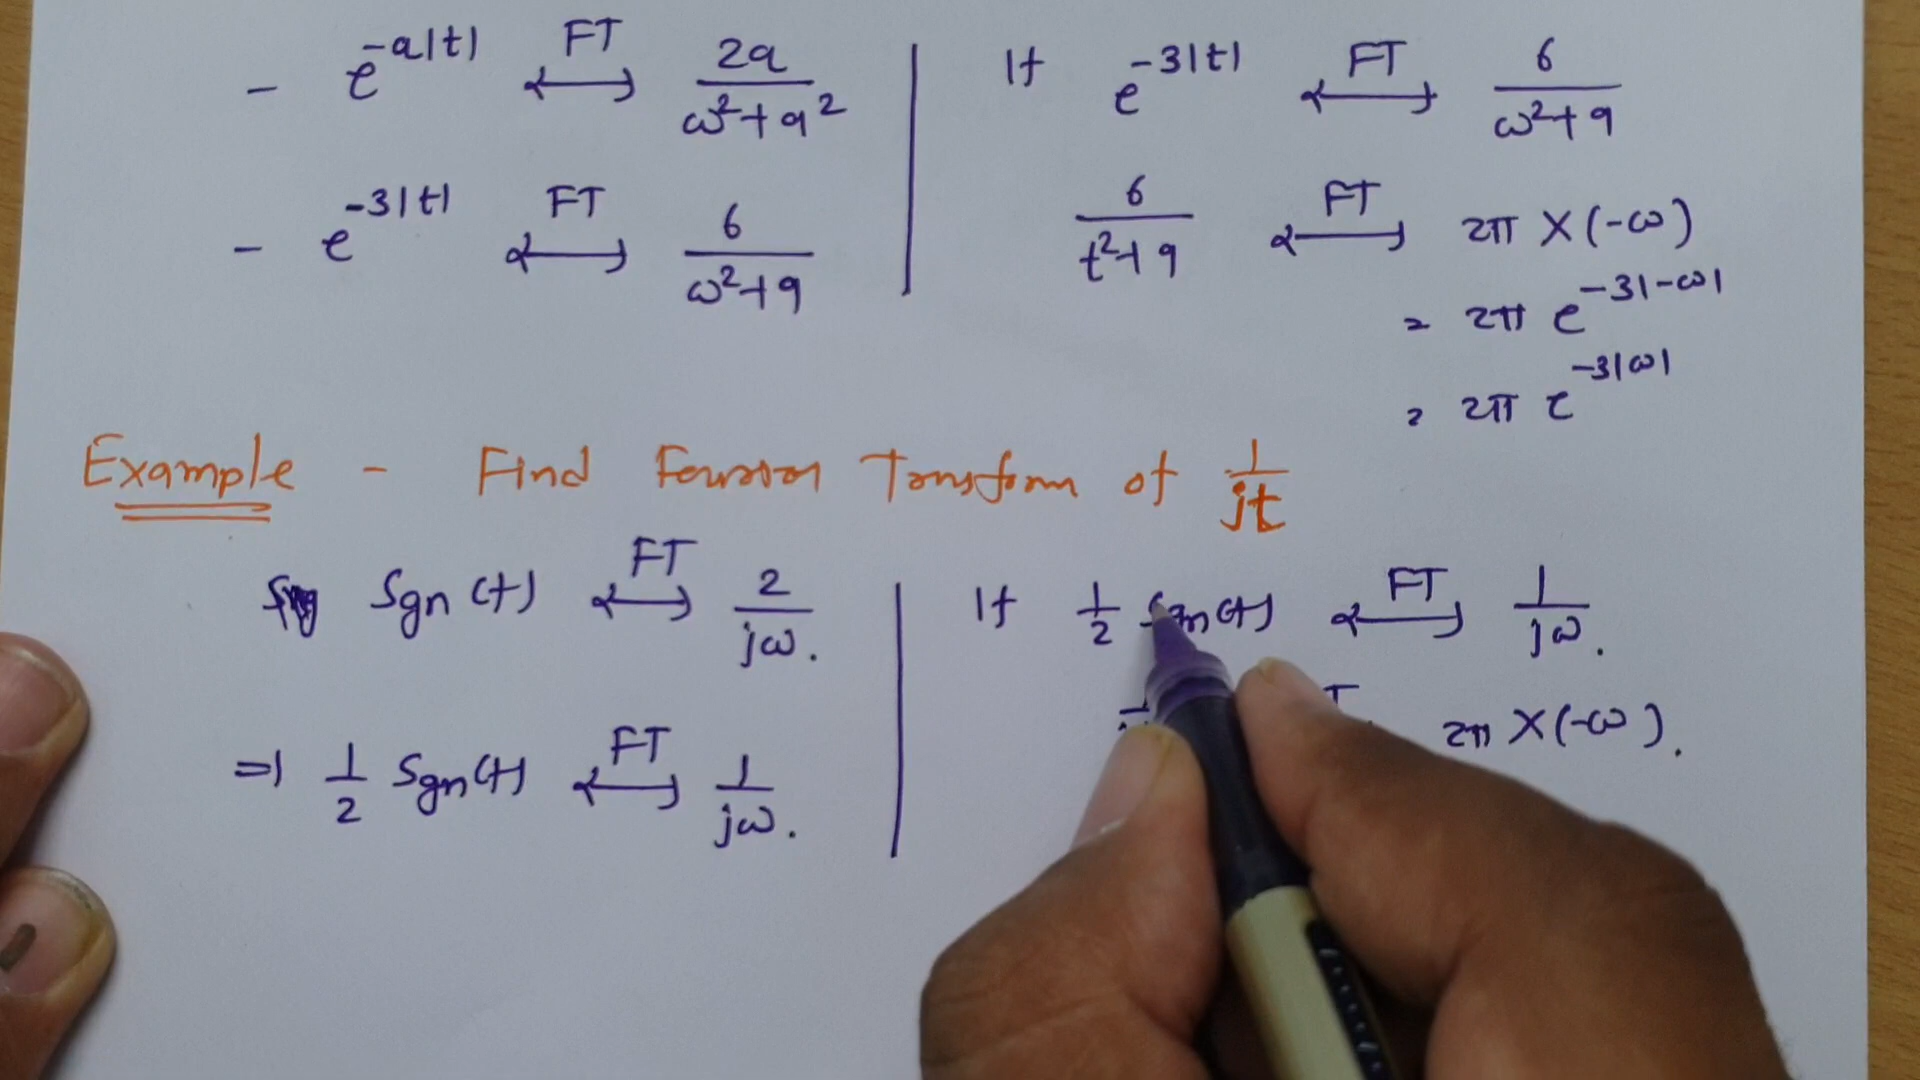 - e^-a|t| FT ↔ 2a / ω²+a²
- e^-3|t| FT ↔ 6 / ω²+9
If e^-3|t| FT ↔ 6 / ω²+9
6 / t²+9 FT ↔ 2π X(-ω)
= 2π e^-3|-ω|
= 2π e^-3|ω|
Example - Find Fourier Transform of 1/jt
Sgn(t) FT ↔ 2 / jω.
⇒ 1/2 Sgn(t) FT ↔ 1 / jω.
If 1/2 Sgn(t) FT ↔ 1 / jω.
2π X(-ω).